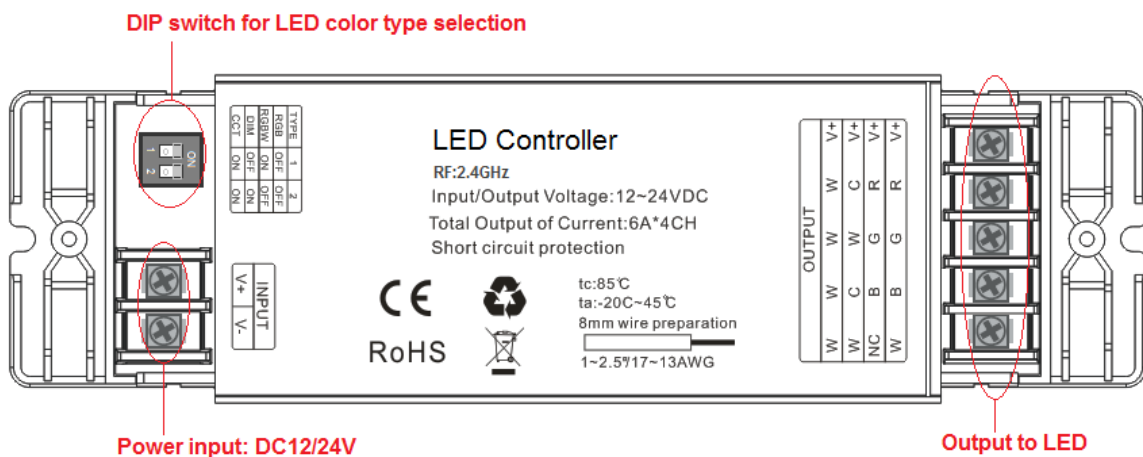 DIP switch for LED color type selection
ON
1
2
TYPE 1 2
RGB OFF OFF
RGBW ON OFF
DIM OFF ON
CCT ON ON
INPUT
V+ V-
LED Controller
RF:2.4GHz
Input/Output Voltage:12~24VDC
Total Output of Current:6A*4CH
Short circuit protection
CE
RoHS
tc:85℃
ta:-20C~45℃
8mm wire preparation
1~2.5²/17~13AWG
OUTPUT
W W W W V+
W C W C V+
NC B G R V+
W B G R V+
Power input: DC12/24V
Output to LED